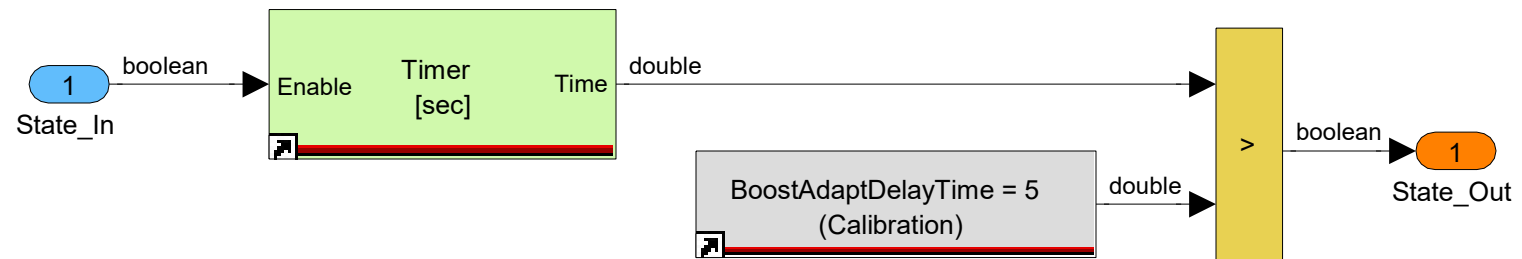 1
State_In
boolean
Enable
Timer
[sec]
Time
double
BoostAdaptDelayTime = 5
(Calibration)
double
>
boolean
1
State_Out